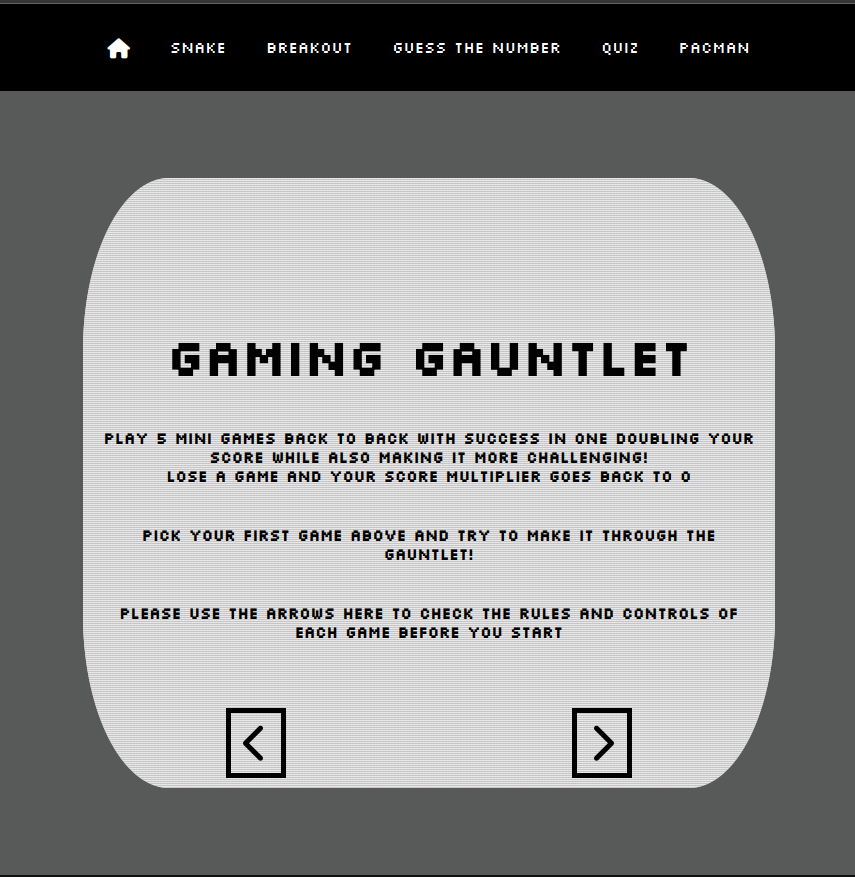 SNAKE BREAKOUT GUESS THE NUMBER QUIZ PACMAN
GAMING GAUNTLET
PLAY 5 MINI GAMES BACK TO BACK WITH SUCCESS IN ONE DOUBLING YOUR
SCORE WHILE ALSO MAKING IT MORE CHALLENGING!
LOSE A GAME AND YOUR SCORE MULTIPLIER GOES BACK TO 0
PICK YOUR FIRST GAME ABOVE AND TRY TO MAKE IT THROUGH THE
GAUNTLET!
PLEASE USE THE ARROWS HERE TO CHECK THE RULES AND CONTROLS OF
EACH GAME BEFORE YOU START